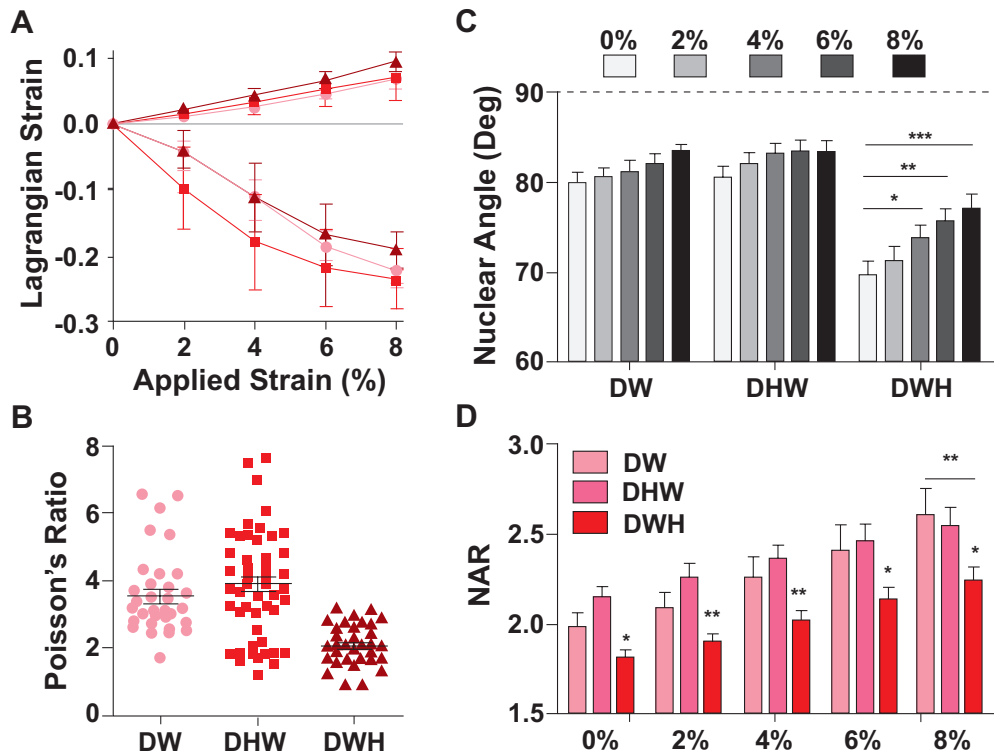 A
0.1
0.0
-0.1
-0.2
-0.3
Lagrangian Strain
0 2 4 6 8
Applied Strain (%)
B
8
6
4
2
0
Poisson's Ratio
DW DHW DWH
C
0% 2% 4% 6% 8%
90
80
70
60
Nuclear Angle (Deg)
***
**
*
DW DHW DWH
D
3.0
2.5
2.0
1.5
NAR
DW
DHW
DWH
**
* ** ** * *
0% 2% 4% 6% 8%